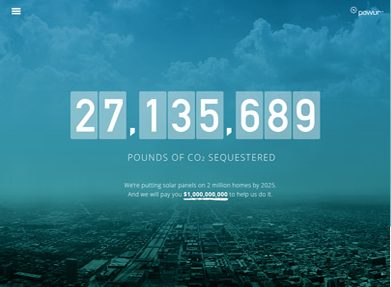 powur
27,135,689
POUNDS OF CO₂ SEQUESTERED
We're putting solar panels on 2 million homes by 2025.
And we will pay you $1,000,000,000 to help us do it.